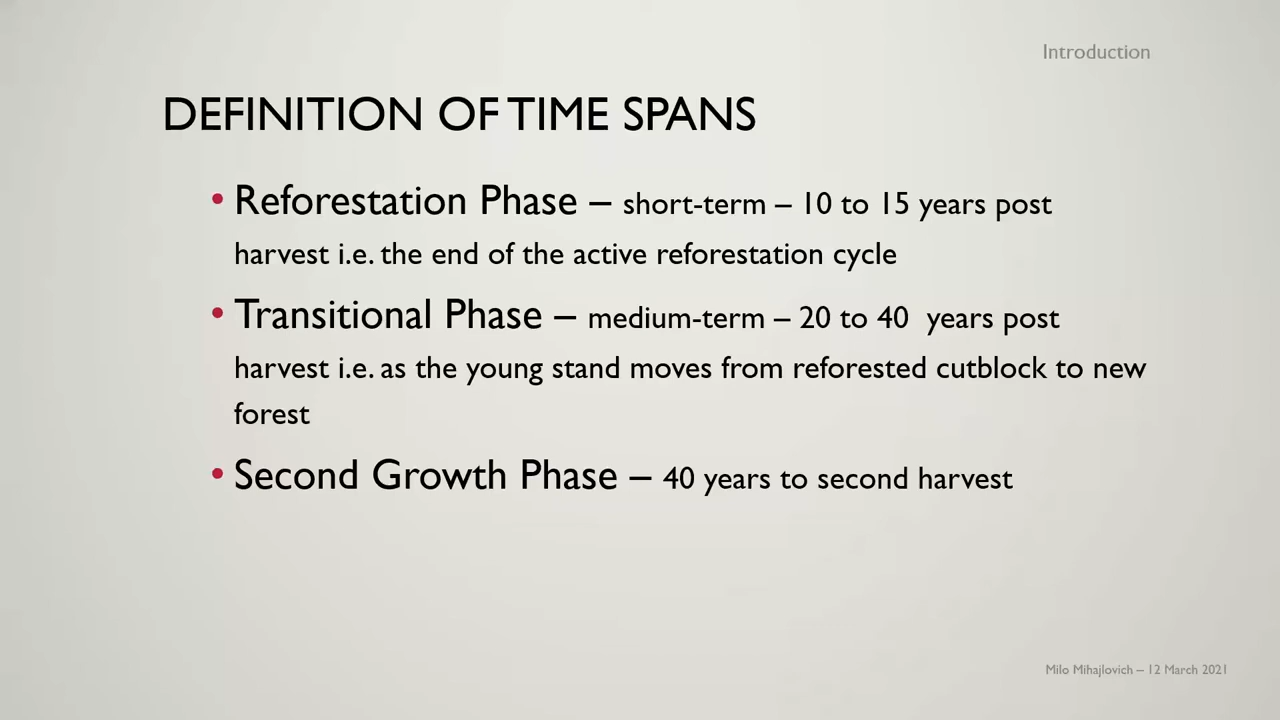 Introduction
DEFINITION OF TIME SPANS
• Reforestation Phase – short-term – 10 to 15 years post
harvest i.e. the end of the active reforestation cycle
• Transitional Phase – medium-term – 20 to 40  years post
harvest i.e. as the young stand moves from reforested cutblock to new
forest
• Second Growth Phase – 40 years to second harvest
Milo Mihajlovich – 12 March 2021